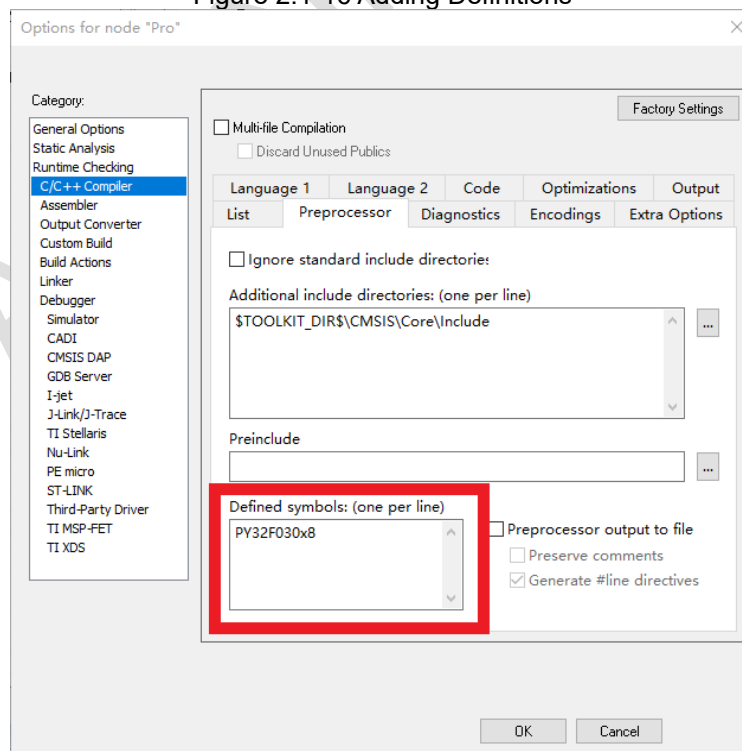 Figure 2.1-10 Adding Definitions
Options for node "Pro"
Category:
General Options
Static Analysis
Runtime Checking
C/C++ Compiler
Assembler
Output Converter
Custom Build
Build Actions
Linker
Debugger
Simulator
CADI
CMSIS DAP
GDB Server
I-jet
J-Link/J-Trace
TI Stellaris
Nu-Link
PE micro
ST-LINK
Third-Party Driver
TI MSP-FET
TI XDS
Factory Settings
Multi-file Compilation
Discard Unused Publics
Language 1 Language 2 Code Optimizations Output
List Preprocessor Diagnostics Encodings Extra Options
Ignore standard include directories
Additional include directories: (one per line)
$TOOLKIT_DIR$\CMSIS\Core\Include
...
Preinclude
...
Defined symbols: (one per line)
PY32F030x8
Preprocessor output to file
Preserve comments
Generate #line directives
OK Cancel